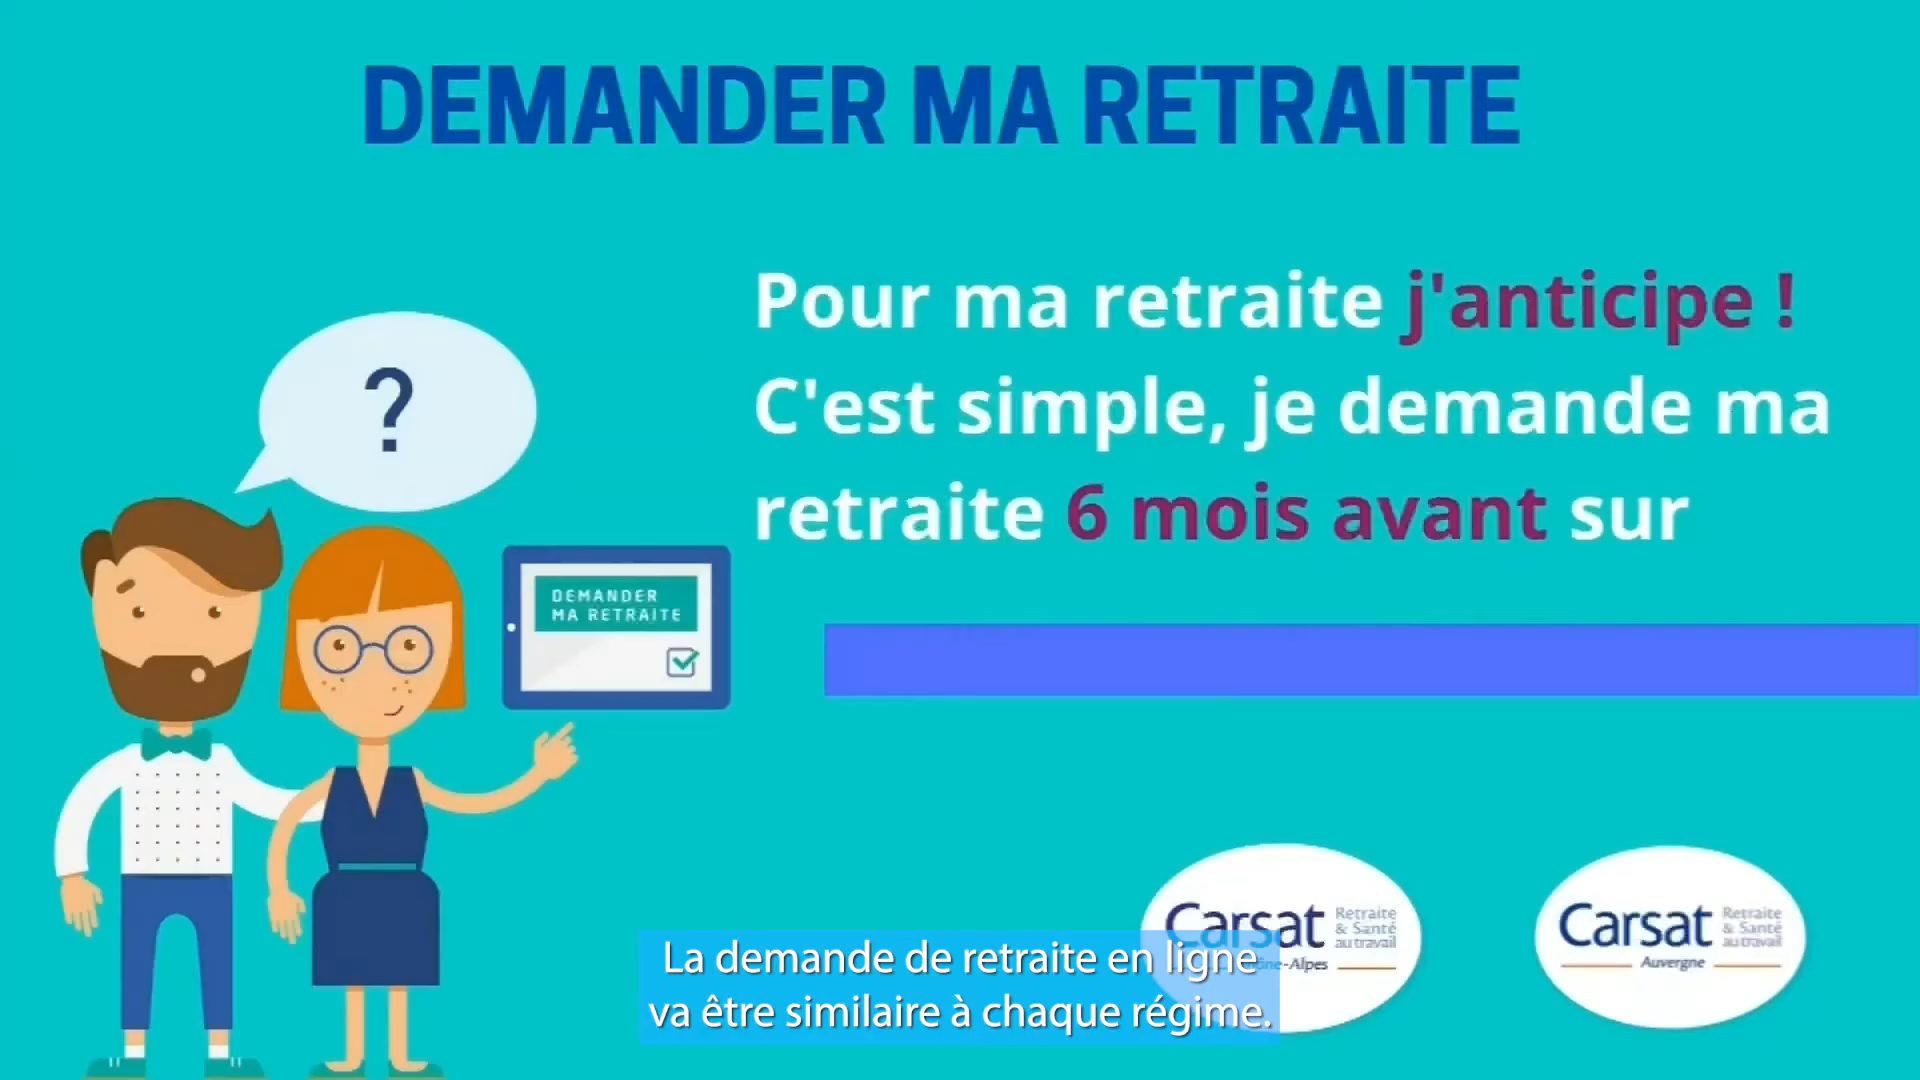 DEMANDER MA RETRAITE
Pour ma retraite j'anticipe !
C'est simple, je demande ma
retraite 6 mois avant sur
?
DEMANDER
MA RETRAITE
Carsat Retraite
& Santé
au travail
Rhône-Alpes
Carsat Retraite
& Santé
au travail
Auvergne
La demande de retraite en ligne
va être similaire à chaque régime.